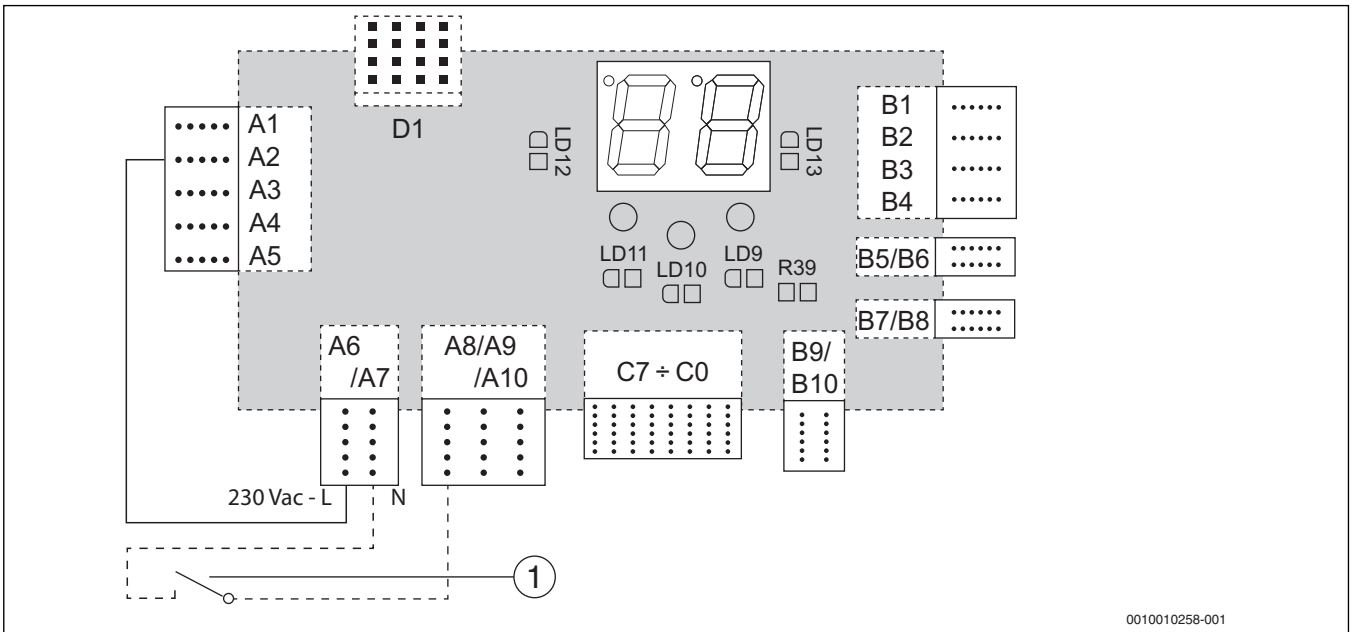 D1
A1
A2
A3
A4
A5
LD12
LD13
B1
B2
B3
B4
LD11
LD10
LD9
R39
B5/B6
B7/B8
A6
/A7
A8/A9
/A10
C7 ÷ C0
B9/
B10
230 Vac - L
N
1
0010010258-001